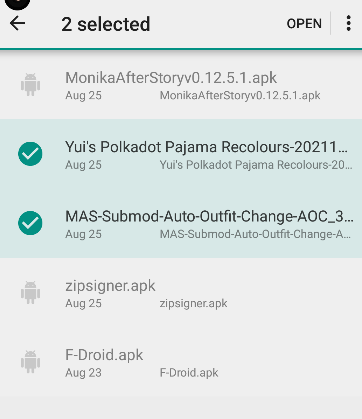 2 selected
OPEN
MonikaAfterStoryv0.12.5.1.apk
Aug 25 MonikaAfterStoryv0.12.5.1.apk
Yui's Polkadot Pajama Recolours-20211...
Aug 25 Yui's Polkadot Pajama Recolours-20...
MAS-Submod-Auto-Outfit-Change-AOC_3...
Aug 25 MAS-Submod-Auto-Outfit-Change-A...
zipsigner.apk
Aug 25 zipsigner.apk
F-Droid.apk
Aug 23 F-Droid.apk